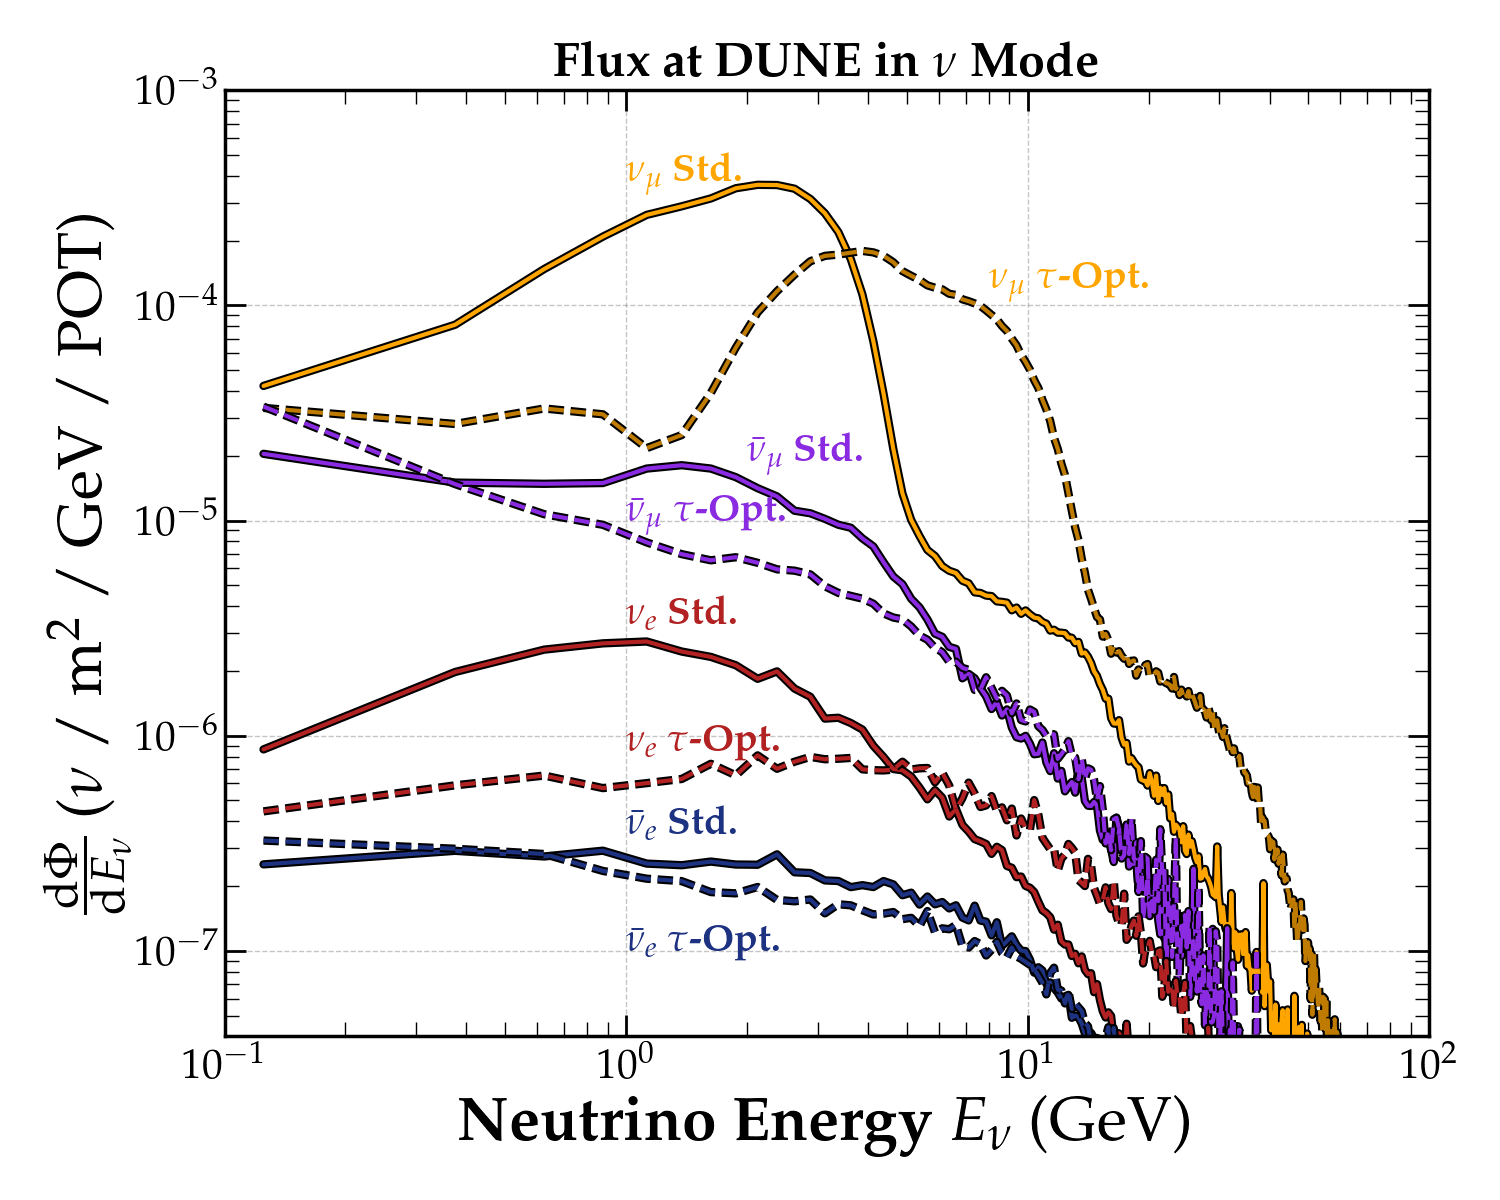 Flux at DUNE in ν Mode
10⁻³
10⁻⁴
10⁻⁵
10⁻⁶
10⁻⁷
dΦ/dE_ν (ν / m² / GeV / POT)
ν_μ Std.
ν_μ τ-Opt.
ν̄_μ Std.
ν̄_μ τ-Opt.
ν_e Std.
ν_e τ-Opt.
ν̄_e Std.
ν̄_e τ-Opt.
10⁻¹ 10⁰ 10¹ 10²
Neutrino Energy E_ν (GeV)